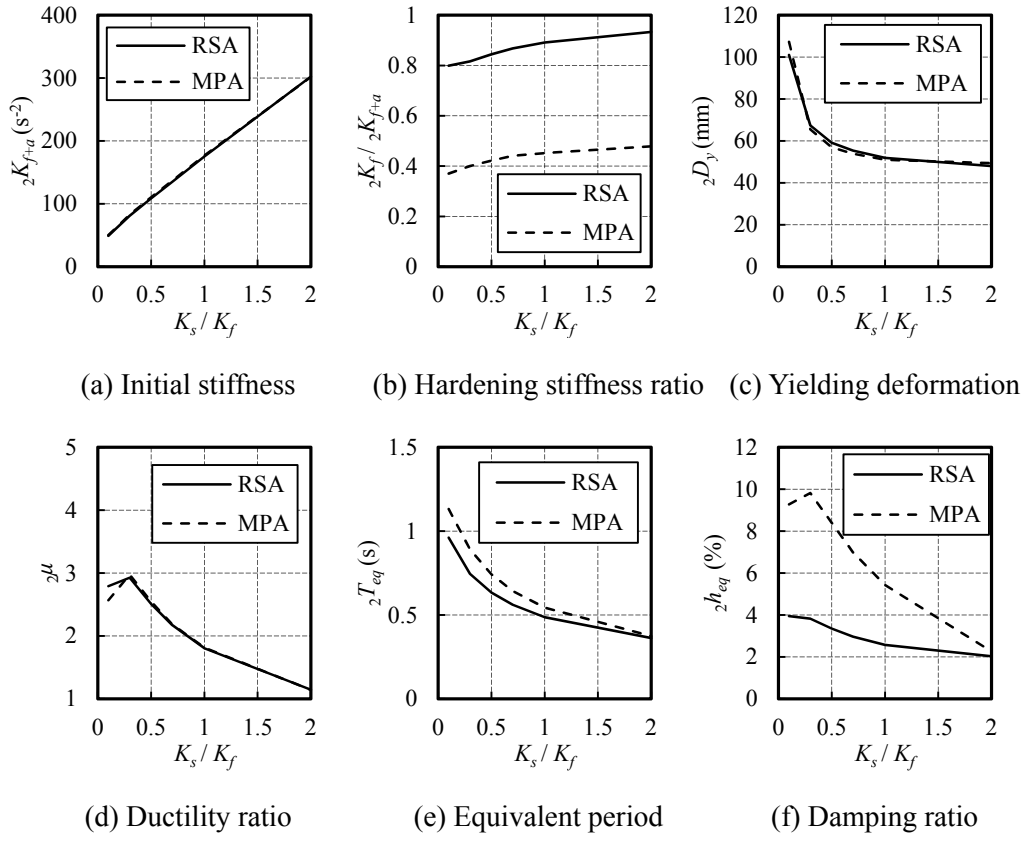 400
300
200
100
0
0 0.5 1 1.5 2
₂K_{f+a} (s⁻²)
K_s / K_f
RSA
MPA
(a) Initial stiffness
1
0.8
0.6
0.4
0.2
0
0 0.5 1 1.5 2
₂K_f / ₂K_{f+a}
K_s / K_f
RSA
MPA
(b) Hardening stiffness ratio
120
100
80
60
40
20
0
0 0.5 1 1.5 2
₂D_y (mm)
K_s / K_f
RSA
MPA
(c) Yielding deformation
5
4
3
2
1
0 0.5 1 1.5 2
₂μ
K_s / K_f
RSA
MPA
(d) Ductility ratio
1.5
1
0.5
0
0 0.5 1 1.5 2
₂T_{eq} (s)
K_s / K_f
RSA
MPA
(e) Equivalent period
12
10
8
6
4
2
0
0 0.5 1 1.5 2
₂h_{eq} (%)
K_s / K_f
RSA
MPA
(f) Damping ratio